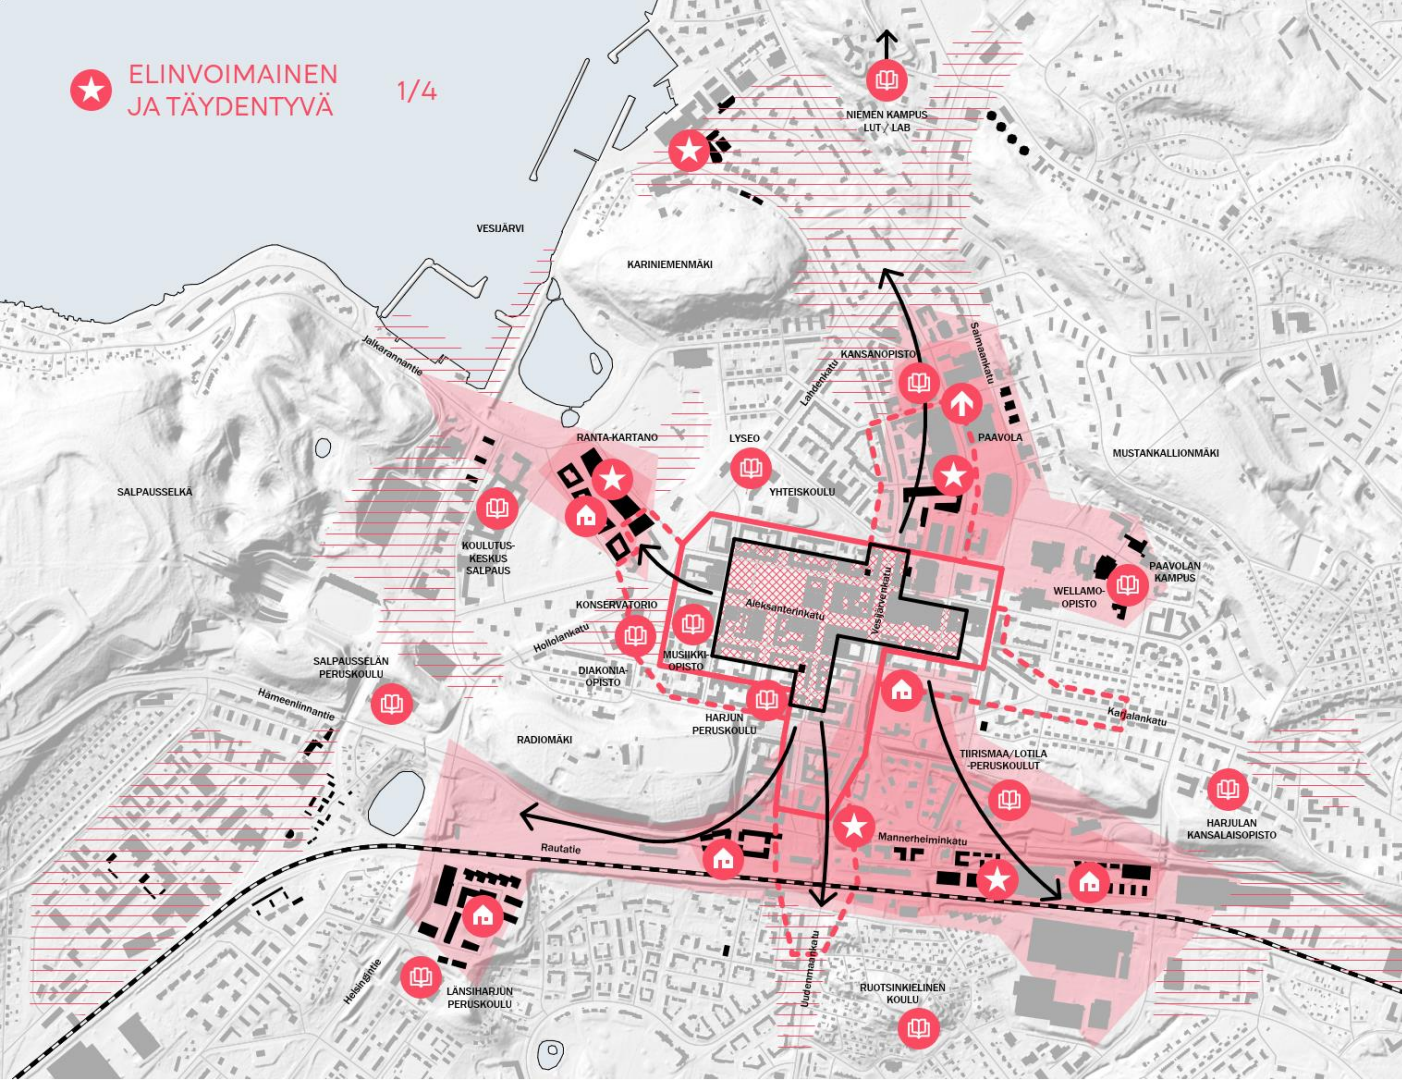 ELINVOIMAINEN
JA TÄYDENTYVÄ
1/4
NIEMEN KAMPUS
LUT / LAB
VESIJÄRVI
KARINIEMENMÄKI
Jalkarannantie
Lahdenkatu
KANSANOPISTO
Saimaankatu
RANTA-KARTANO
LYSEO
PAAVOLA
MUSTANKALLIONMÄKI
SALPAUSSELKÄ
YHTEISKOULU
KOULUTUS-
KESKUS
SALPAUS
PAAVOLAN
KAMPUS
WELLAMO-
OPISTO
KONSERVATORIO
Aleksanterinkatu
Vesijärvenkatu
Hollolankatu
MUSIIKKI-
OPISTO
DIAKONIA-
OPISTO
SALPAUSSELÄN
PERUSKOULU
Hämeenlinnantie
HARJUN
PERUSKOULU
Karjalankatu
RADIOMÄKI
TIIRISMAA/LOTILA
-PERUSKOULUT
HARJULAN
KANSALAISOPISTO
Mannerheiminkatu
Rautatie
Helsingintie
LÄNSIHARJUN
PERUSKOULU
Uudenmaankatu
RUOTSINKIELINEN
KOULU